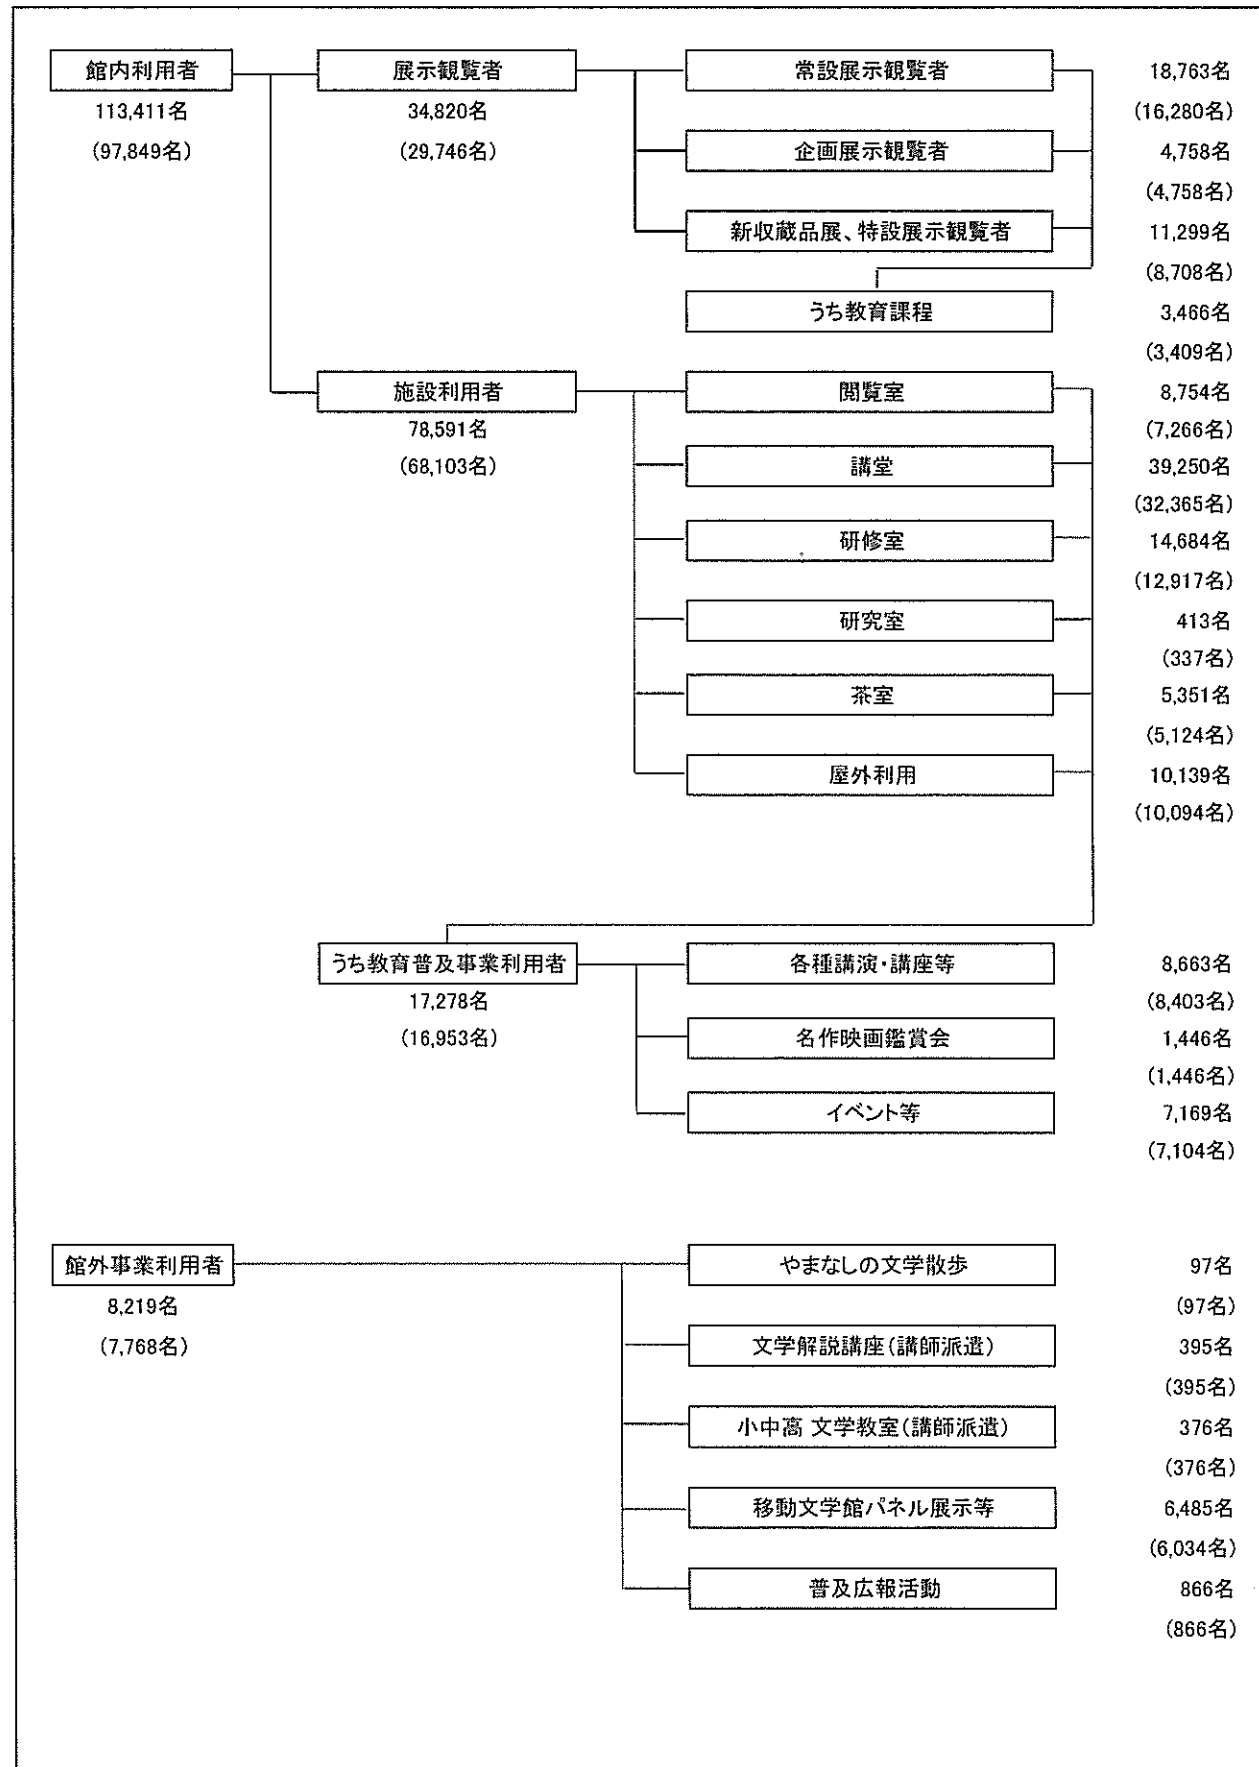 館内利用者 展示観覧者 常設展示観覧者 18,763名
113,411名 34,820名 (16,280名)
(97,849名) (29,746名) 企画展示観覧者 4,758名
(4,758名)
新収蔵品展、特設展示観覧者 11,299名
(8,708名)
うち教育課程 3,466名
(3,409名)
施設利用者 閲覧室 8,754名
78,591名 (7,266名)
(68,103名) 講堂 39,250名
(32,365名)
研修室 14,684名
(12,917名)
研究室 413名
(337名)
茶室 5,351名
(5,124名)
屋外利用 10,139名
(10,094名)
うち教育普及事業利用者 各種講演・講座等 8,663名
17,278名 (8,403名)
(16,953名) 名作映画鑑賞会 1,446名
(1,446名)
イベント等 7,169名
(7,104名)
館外事業利用者 やまなしの文学散歩 97名
8,219名 (97名)
(7,768名) 文学解説講座(講師派遣) 395名
(395名)
小中高 文学教室(講師派遣) 376名
(376名)
移動文学館パネル展示等 6,485名
(6,034名)
普及広報活動 866名
(866名)